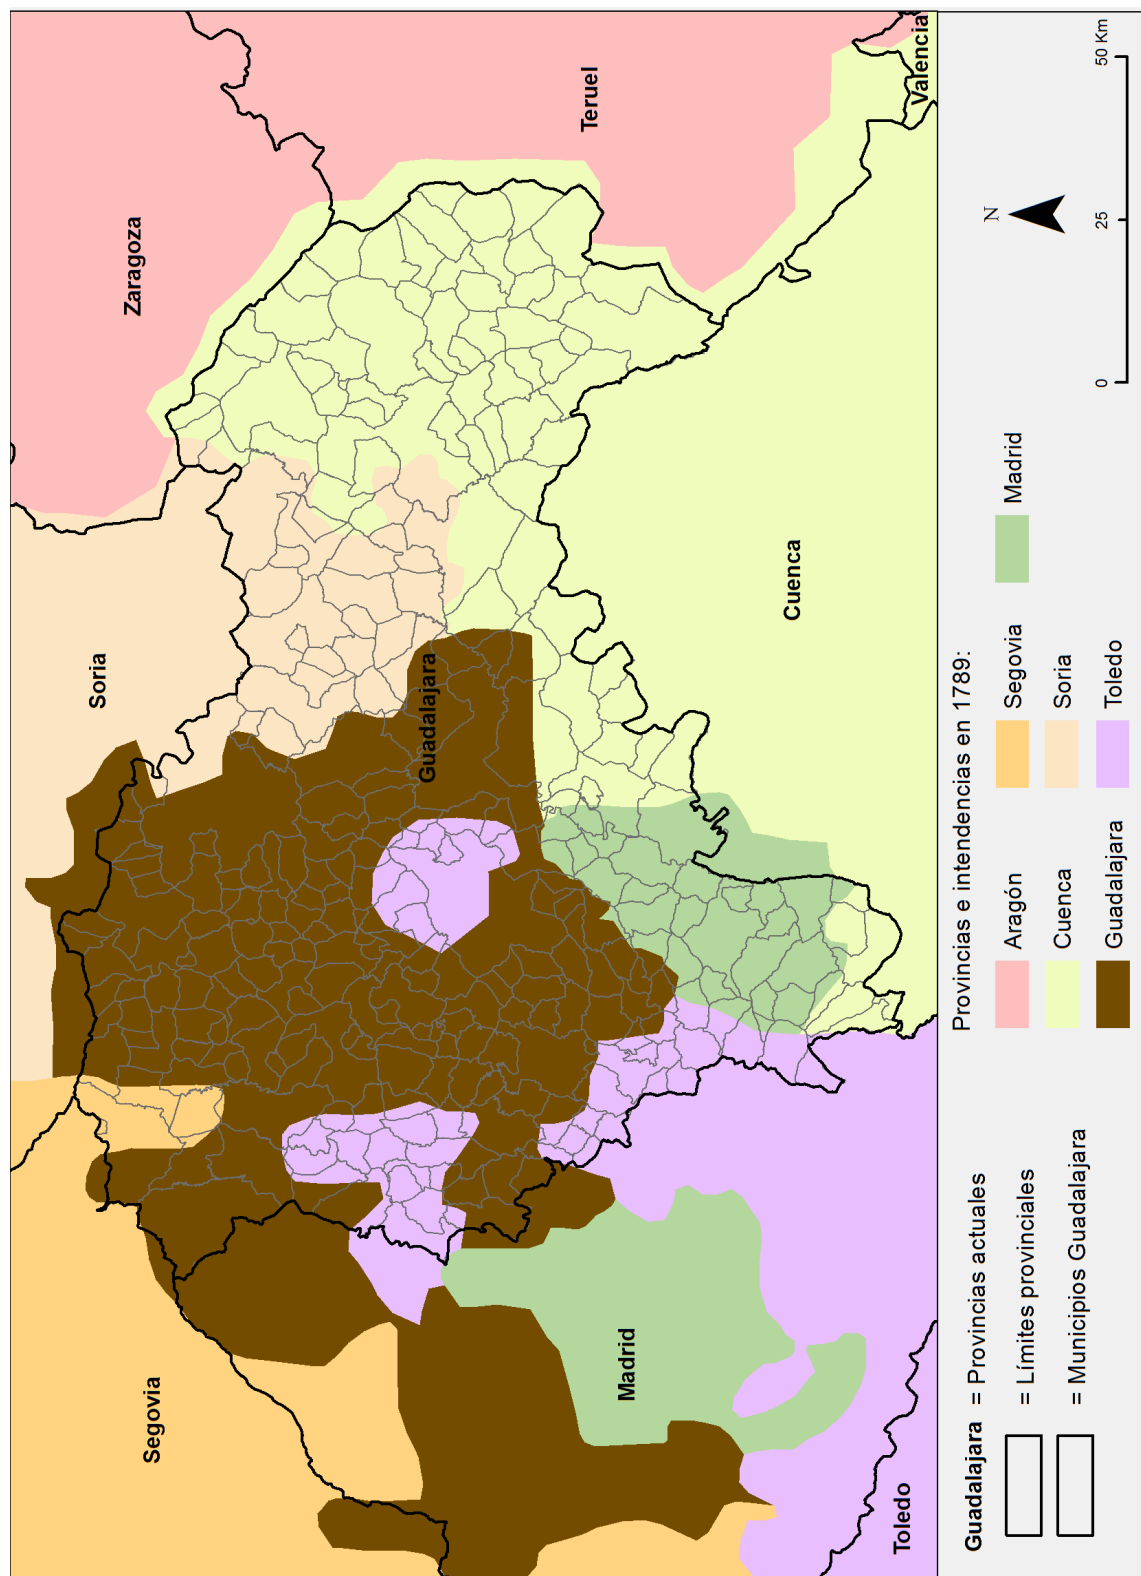 Segovia
Soria
Zaragoza
Guadalajara
Teruel
Madrid
Cuenca
Toledo
Valencia
Guadalajara = Provincias actuales
= Límites provinciales
= Municipios Guadalajara
Provincias e intendencias en 1789:
Aragón
Segovia
Madrid
Cuenca
Soria
Guadalajara
Toledo
N
0 25 50 Km